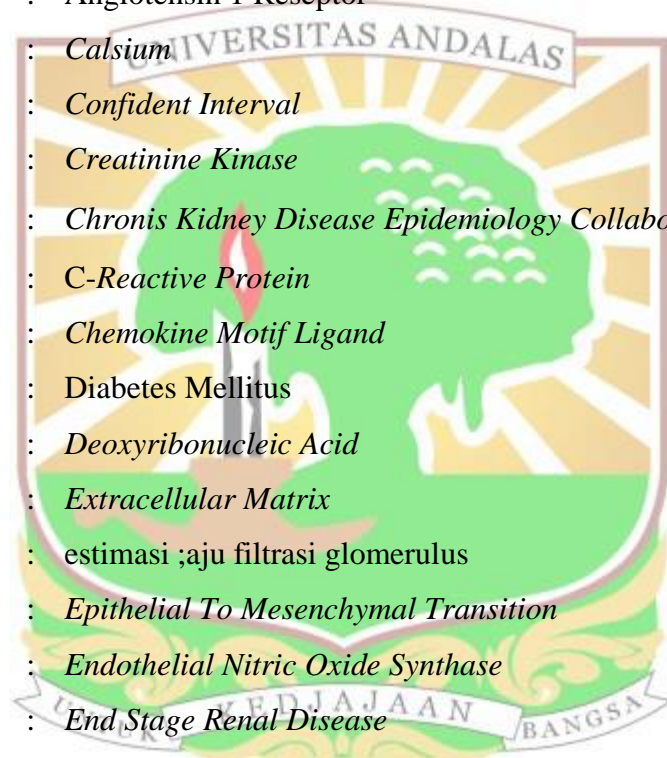 : Angiotensin 1 Reseptor
UNIVERSITAS ANDALAS
: Calsium
: Confident Interval
: Creatinine Kinase
: Chronis Kidney Disease Epidemiology Collabo
: C-Reactive Protein
: Chemokine Motif Ligand
: Diabetes Mellitus
: Deoxyribonucleic Acid
: Extracellular Matrix
: estimasi ;aju filtrasi glomerulus
: Epithelial To Mesenchymal Transition
: Endothelial Nitric Oxide Synthase
UNTUK KEDJAJAAN BANGSA
: End Stage Renal Disease